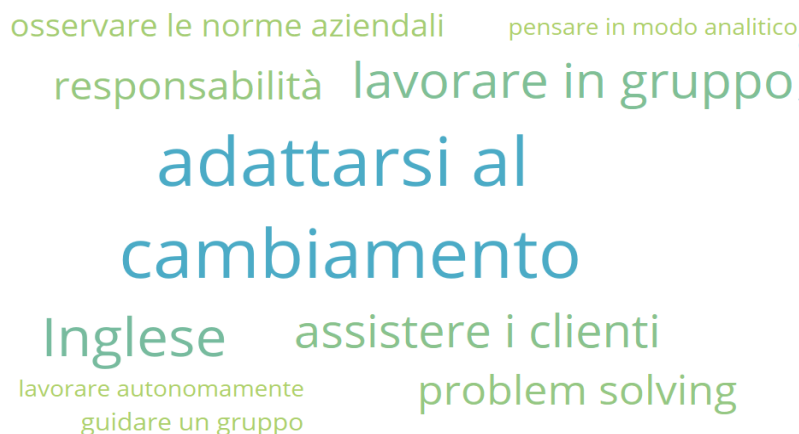 osservare le norme aziendali
pensare in modo analitico
responsabilità
lavorare in gruppo
adattarsi al
cambiamento
Inglese
assistere i clienti
lavorare autonomamente
problem solving
guidare un gruppo